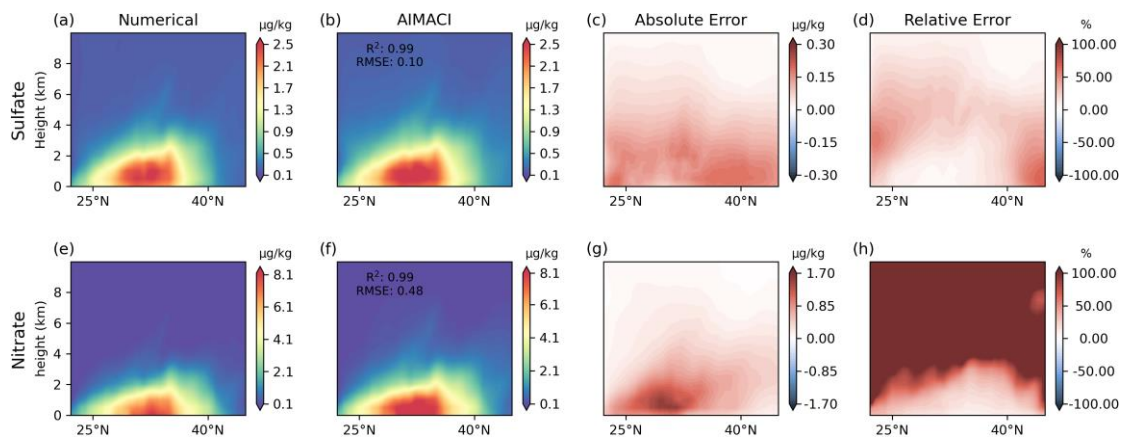 (a) Numerical µg/kg
(b) AIMACI µg/kg
(c) Absolute Error µg/kg
(d) Relative Error %
Sulfate
Height (km)
8
6
4
2
0
25°N 40°N
2.5
2.1
1.7
1.3
0.9
0.5
0.1
R²: 0.99
RMSE: 0.10
25°N 40°N
2.5
2.1
1.7
1.3
0.9
0.5
0.1
25°N 40°N
0.30
0.15
0.00
-0.15
-0.30
25°N 40°N
100.00
50.00
0.00
-50.00
-100.00
(e) Numerical µg/kg
(f) AIMACI µg/kg
(g) Absolute Error µg/kg
(h) Relative Error %
Nitrate
height (km)
8
6
4
2
0
25°N 40°N
8.1
6.1
4.1
2.1
0.1
R²: 0.99
RMSE: 0.48
25°N 40°N
8.1
6.1
4.1
2.1
0.1
25°N 40°N
1.70
0.85
0.00
-0.85
-1.70
25°N 40°N
100.00
50.00
0.00
-50.00
-100.00